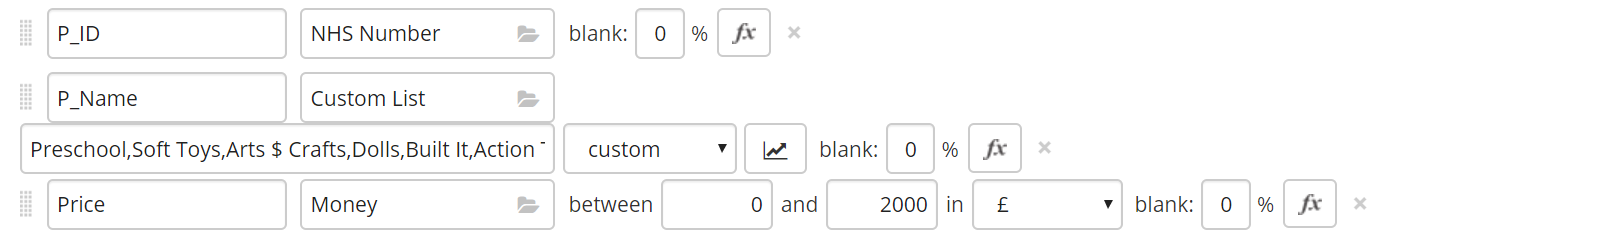 P_ID NHS Number blank: 0 % fx ×
P_Name Custom List
Preschool,Soft Toys,Arts $ Crafts,Dolls,Built It,Action custom blank: 0 % fx ×
Price Money between 0 and 2000 in £ blank: 0 % fx ×